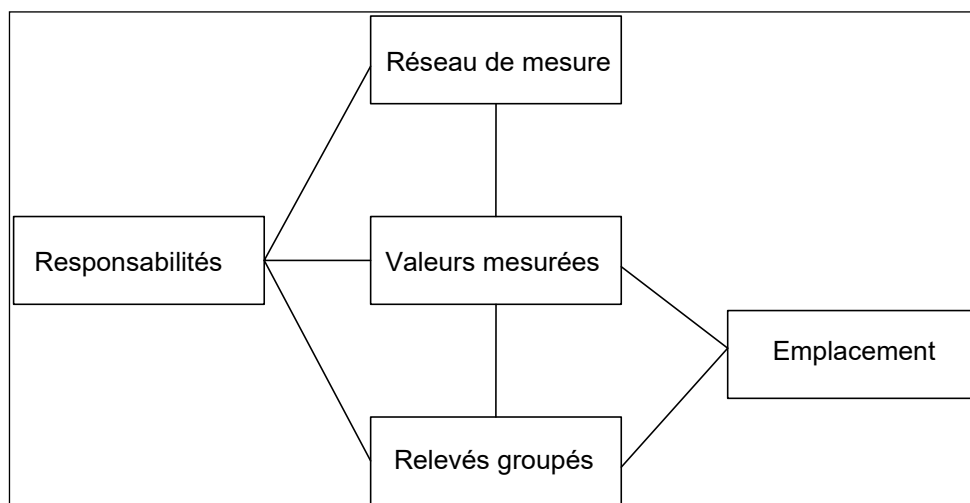 Réseau de mesure
Responsabilités
Valeurs mesurées
Emplacement
Relevés groupés